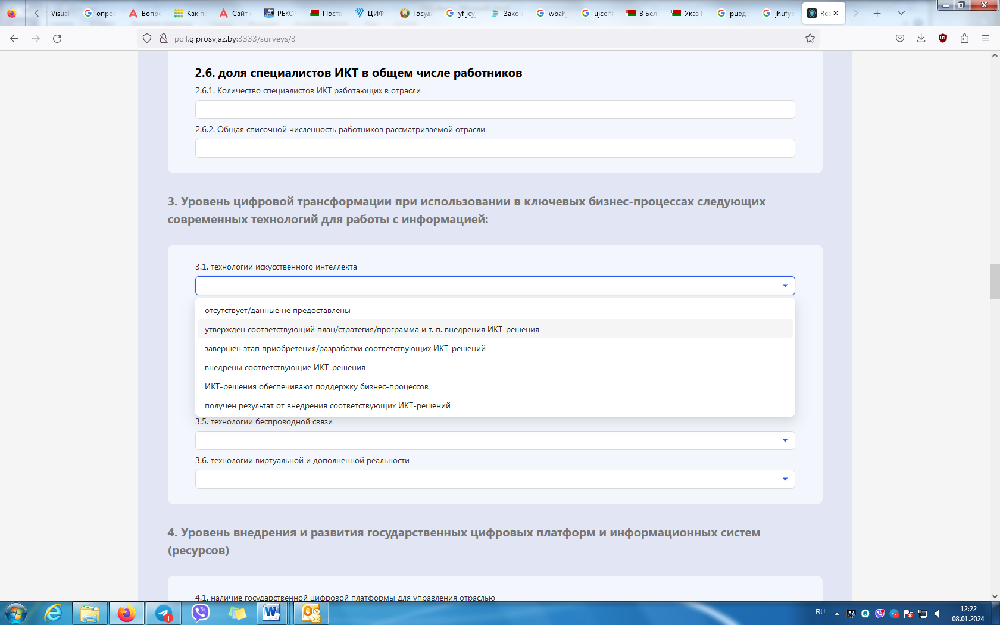 Visual
опрос
Вопр
Как п
Сайт
РЕКО
Поста
ЦИФР
Госуд
yf jcyj
Закон
wbahj
ujcelf
В Бел
Указ
рцод
jhufyb
Rea
poll.giprosvjaz.by:3333/surveys/3
2.6. доля специалистов ИКТ в общем числе работников
2.6.1. Количество специалистов ИКТ работающих в отрасли
2.6.2. Общая списочной численность работников рассматриваемой отрасли
3. Уровень цифровой трансформации при использовании в ключевых бизнес-процессах следующих
современных технологий для работы с информацией:
3.1. технологии искусственного интеллекта
отсутствует/данные не предоставлены
утвержден соответствующий план/стратегия/программа и т. п. внедрения ИКТ-решения
завершен этап приобретения/разработки соответствующих ИКТ-решений
внедрены соответствующие ИКТ-решения
ИКТ-решения обеспечивают поддержку бизнес-процессов
получен результат от внедрения соответствующих ИКТ-решений
3.5. технологии беспроводной связи
3.6. технологии виртуальной и дополненной реальности
4. Уровень внедрения и развития государственных цифровых платформ и информационных систем
(ресурсов)
4.1. наличие государственной цифровой платформы для управления отраслью
RU
12:22
08.01.2024